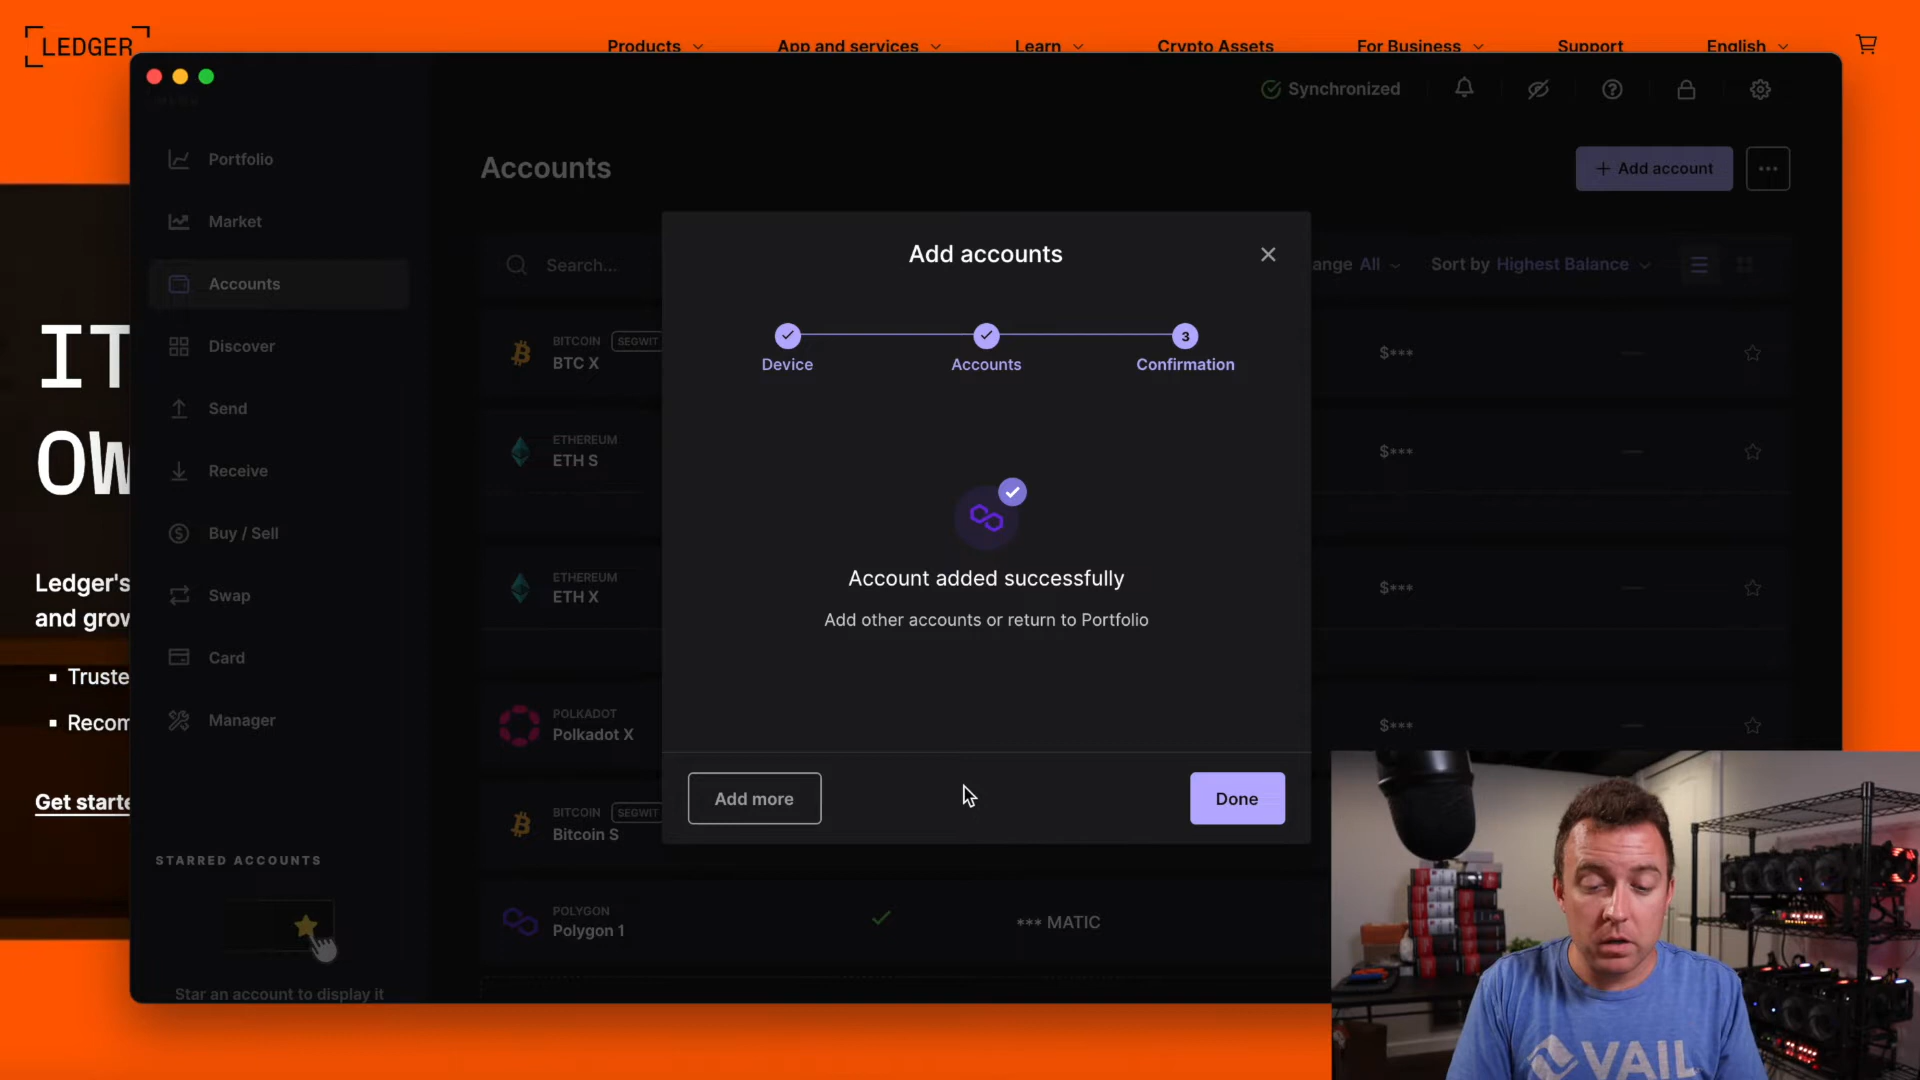 LEDGER
Products
App and services
Learn
Crypto Assets
For Business
Support
English
Synchronized
Portfolio
Market
Accounts
Discover
Send
Receive
Buy / Sell
Swap
Card
Manager
STARRED ACCOUNTS
Star an account to display it
Accounts
+ Add account
Search...
ange All
Sort by Highest Balance
BITCOIN SEGWIT
BTC X
$***
ETHEREUM
ETH S
$***
ETHEREUM
ETH X
$***
POLKADOT
Polkadot X
$***
BITCOIN SEGWIT
Bitcoin S
POLYGON
Polygon 1
*** MATIC
Add accounts
3
Device
Accounts
Confirmation
Account added successfully
Add other accounts or return to Portfolio
Add more
Done
IT
OW
Ledger's
and grow
Truste
Recom
Get starte
VAIL